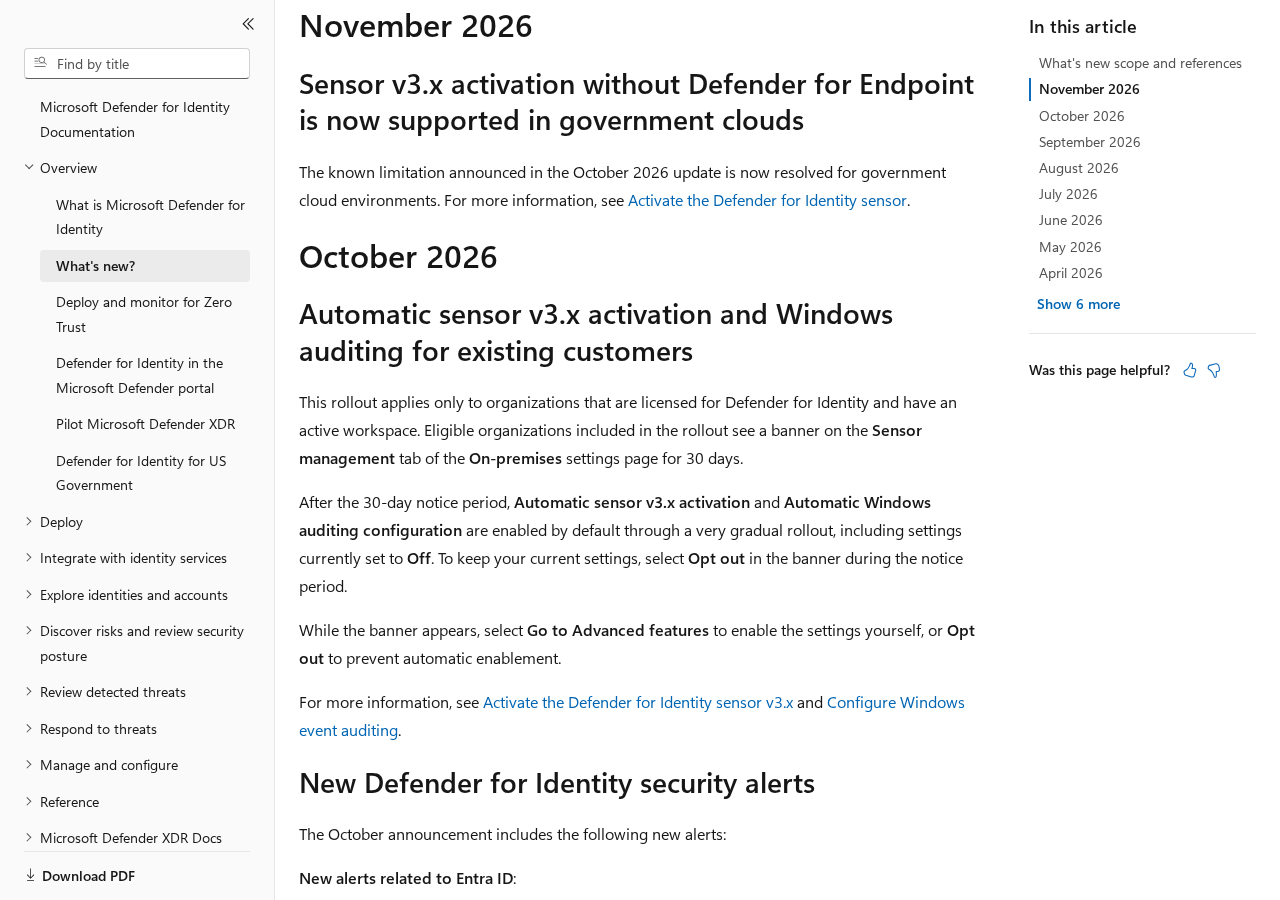 Find by title
Microsoft Defender for Identity
Documentation
Overview
What is Microsoft Defender for
Identity
What's new?
Deploy and monitor for Zero
Trust
Defender for Identity in the
Microsoft Defender portal
Pilot Microsoft Defender XDR
Defender for Identity for US
Government
Deploy
Integrate with identity services
Explore identities and accounts
Discover risks and review security
posture
Review detected threats
Respond to threats
Manage and configure
Reference
Microsoft Defender XDR Docs
Download PDF
November 2026
Sensor v3.x activation without Defender for Endpoint
is now supported in government clouds
The known limitation announced in the October 2026 update is now resolved for government
cloud environments. For more information, see Activate the Defender for Identity sensor.
October 2026
Automatic sensor v3.x activation and Windows
auditing for existing customers
This rollout applies only to organizations that are licensed for Defender for Identity and have an
active workspace. Eligible organizations included in the rollout see a banner on the Sensor
management tab of the On-premises settings page for 30 days.
After the 30-day notice period, Automatic sensor v3.x activation and Automatic Windows
auditing configuration are enabled by default through a very gradual rollout, including settings
currently set to Off. To keep your current settings, select Opt out in the banner during the notice
period.
While the banner appears, select Go to Advanced features to enable the settings yourself, or Opt
out to prevent automatic enablement.
For more information, see Activate the Defender for Identity sensor v3.x and Configure Windows
event auditing.
New Defender for Identity security alerts
The October announcement includes the following new alerts:
New alerts related to Entra ID:
In this article
What's new scope and references
November 2026
October 2026
September 2026
August 2026
July 2026
June 2026
May 2026
April 2026
Show 6 more
Was this page helpful?